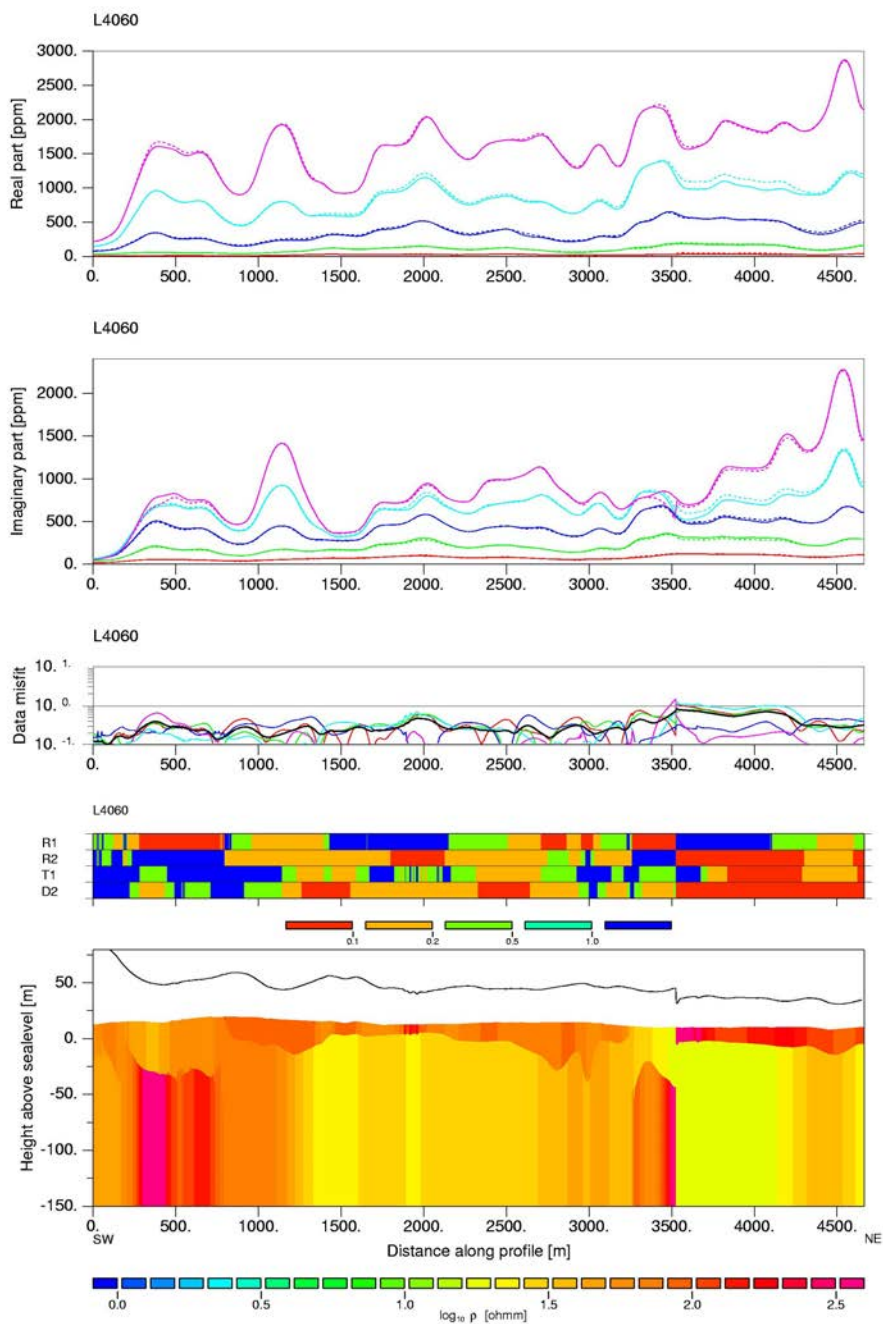 L4060
3000.
2500.
2000.
1500.
1000.
500.
0.
Real part [ppm]
0. 500. 1000. 1500. 2000. 2500. 3000. 3500. 4000. 4500.
L4060
2000.
1500.
1000.
500.
0.
Imaginary part [ppm]
0. 500. 1000. 1500. 2000. 2500. 3000. 3500. 4000. 4500.
L4060
10. 1.
10. 0.
10. -1.
Data misfit
0. 500. 1000. 1500. 2000. 2500. 3000. 3500. 4000. 4500.
L4060
R1
R2
T1
D2
0.1 0.2 0.5 1.0
50.
0.
-50.
-100.
-150.
Height above sealevel [m]
0. 500. 1000. 1500. 2000. 2500. 3000. 3500. 4000. 4500.
SW NE
Distance along profile [m]
0.0 0.5 1.0 1.5 2.0 2.5
log10 ρ [ohmm]